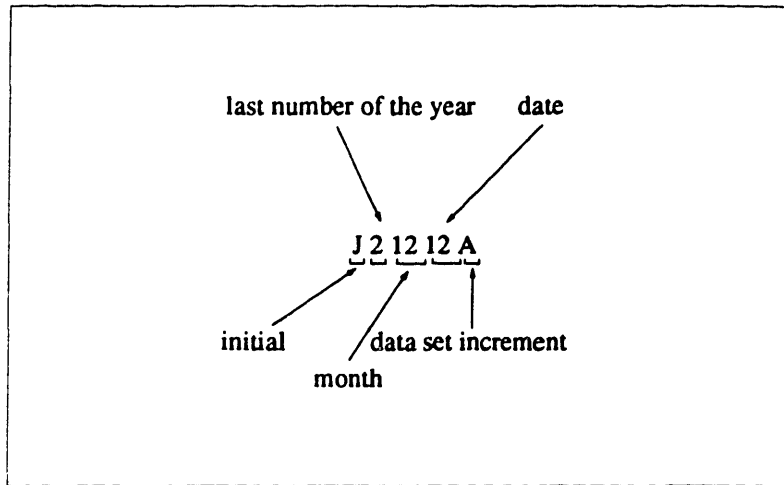 last number of the year date
J 2 12 12 A
initial data set increment
month